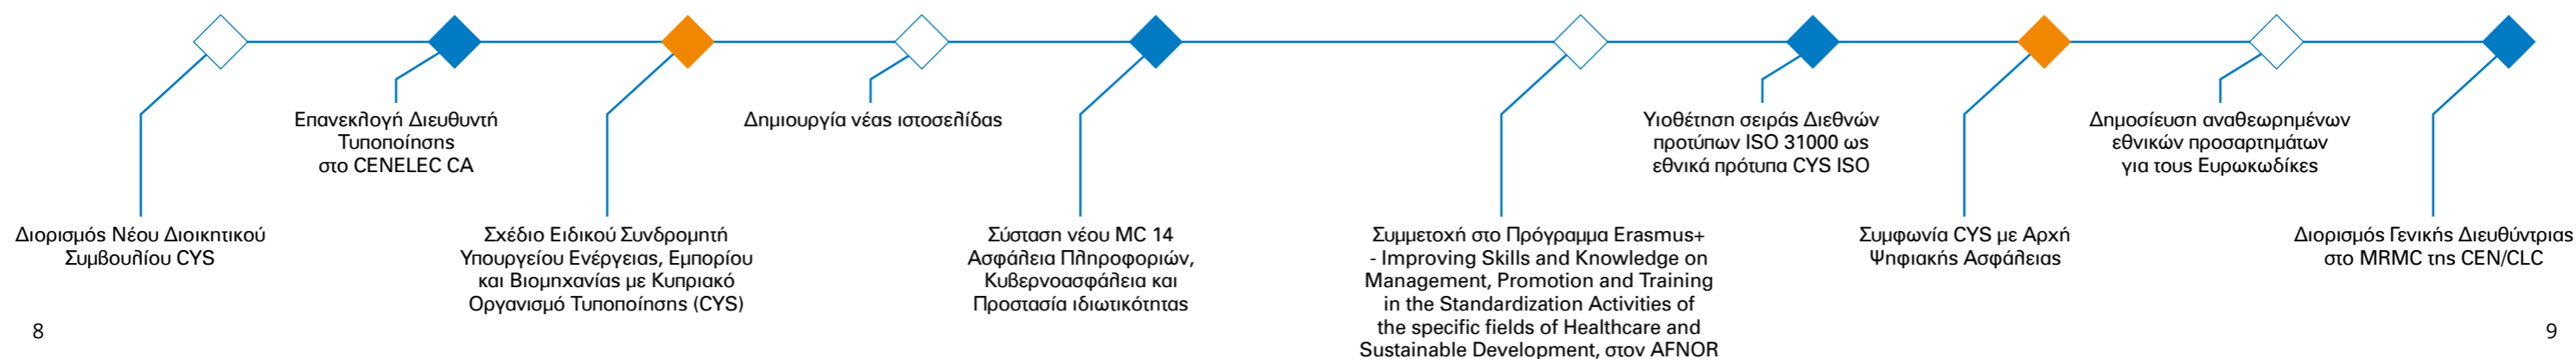 Διορισμός Νέου Διοικητικού
Συμβουλίου CYS
Επανεκλογή Διευθυντή
Τυποποίησης
στο CENELEC CA
Σχέδιο Ειδικού Συνδρομητή
Υπουργείου Ενέργειας, Εμπορίου
και Βιομηχανίας με Κυπριακό
Οργανισμό Τυποποίησης (CYS)
Δημιουργία νέας ιστοσελίδας
Σύσταση νέου MC 14
Ασφάλεια Πληροφοριών,
Κυβερνοασφάλεια και
Προστασία ιδιωτικότητας
Συμμετοχή στο Πρόγραμμα Erasmus+
- Improving Skills and Knowledge on
Management, Promotion and Training
in the Standardization Activities of
the specific fields of Healthcare and
Sustainable Development, στον AFNOR
Υιοθέτηση σειράς Διεθνών
προτύπων ISO 31000 ως
εθνικά πρότυπα CYS ISO
Συμφωνία CYS με Αρχή
Ψηφιακής Ασφάλειας
Δημοσίευση αναθεωρημένων
εθνικών προσαρτημάτων
για τους Ευρωκωδίκες
Διορισμός Γενικής Διευθύντριας
στο MRMC της CEN/CLC
8
9